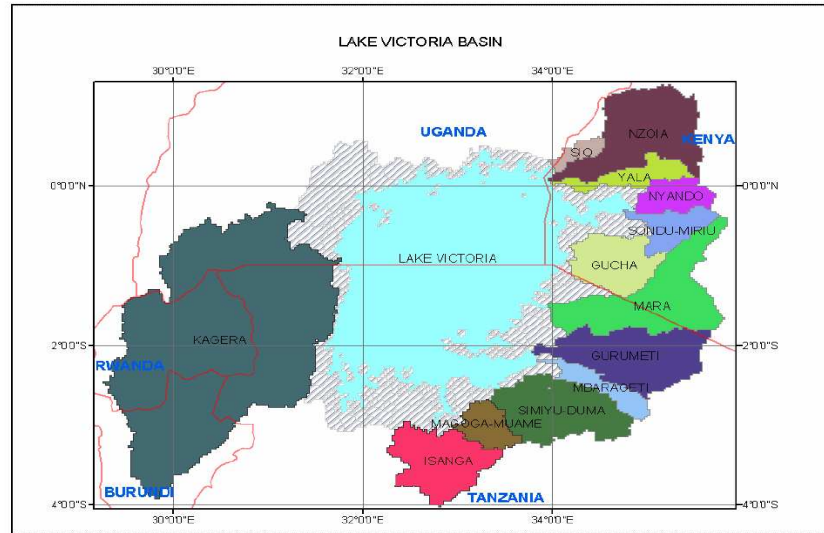 LAKE VICTORIA BASIN
30°0'0"E 32°0'0"E 34°0'0"E
UGANDA
NZOIA
KENYA
SIO
YALA
0°0'0"N 0°0'0"N
NYANDO
SONDU-MIRIU
LAKE VICTORIA
GUCHA
MARA
KAGERA
2°0'0"S 2°0'0"S
GURUMETI
RWANDA
MBARAGETI
SIMIYU-DUMA
MAGOGA-MUAME
ISANGA
BURUNDI
TANZANIA
4°0'0"S 4°0'0"S
30°0'0"E 32°0'0"E 34°0'0"E